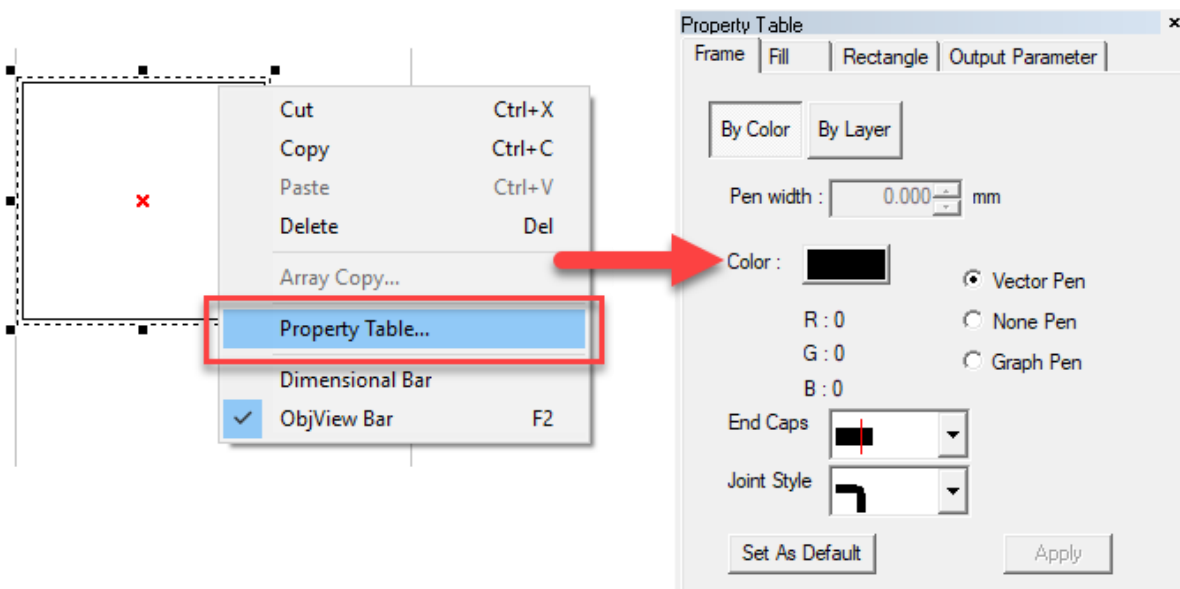 Cut Ctrl+X
Copy Ctrl+C
Paste Ctrl+V
Delete Del
Array Copy...
Property Table...
Dimensional Bar
ObjView Bar F2
Property Table
Frame Fill Rectangle Output Parameter
By Color By Layer
Pen width : 0.000 mm
Color :
Vector Pen
R : 0 None Pen
G : 0 Graph Pen
B : 0
End Caps
Joint Style
Set As Default Apply